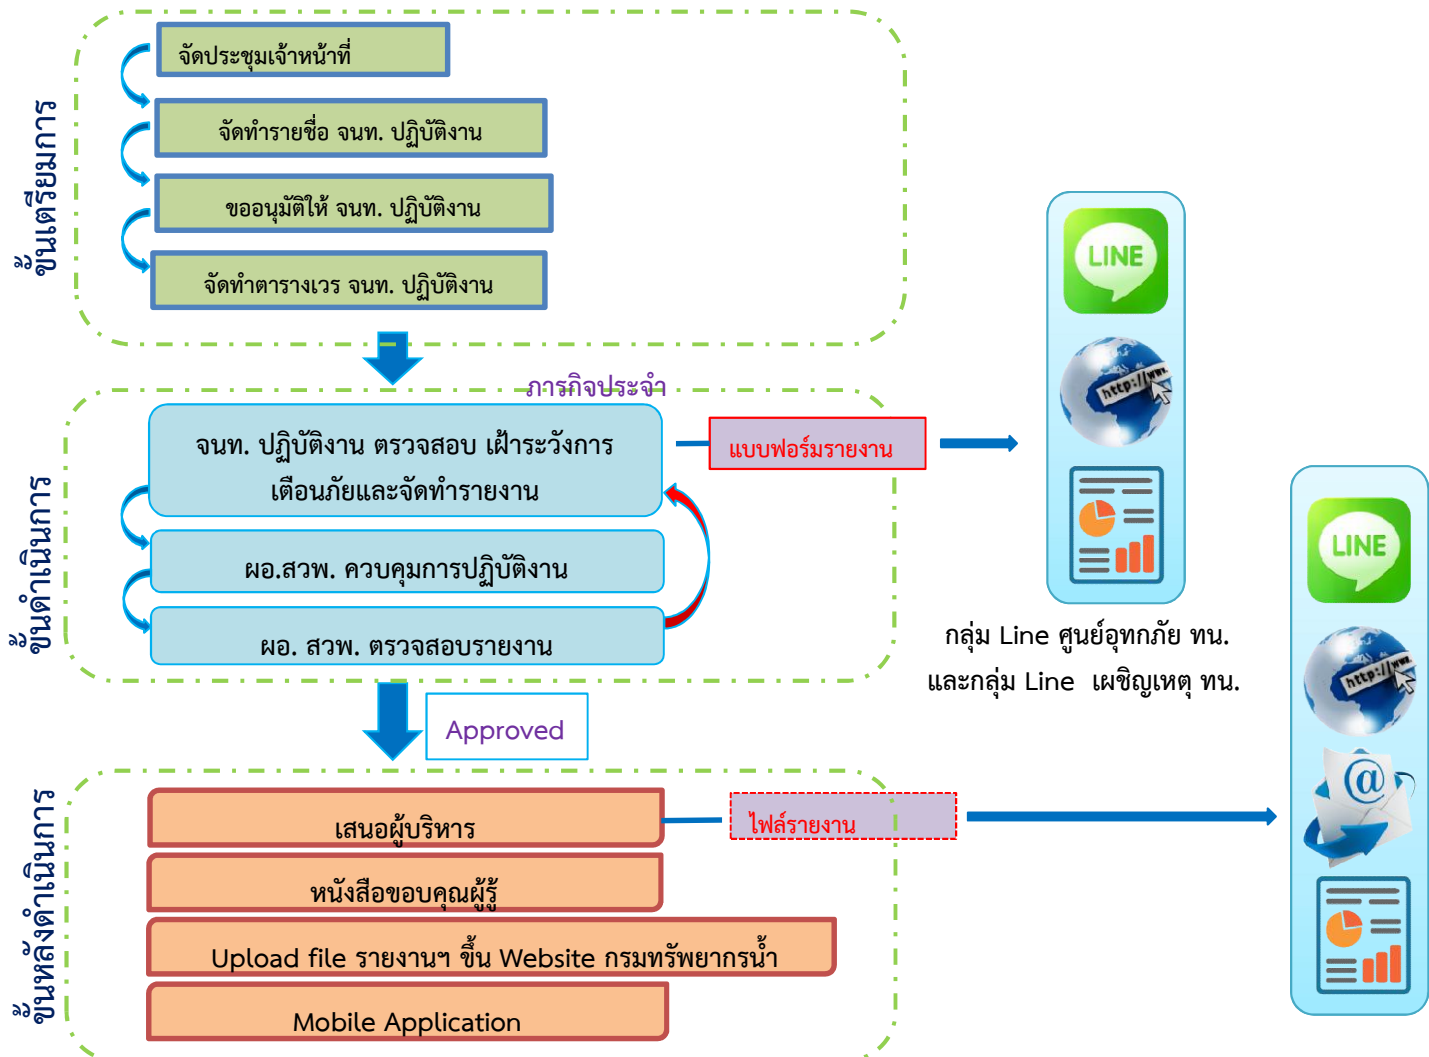 ขั้นเตรียมการ
จัดประชุมเจ้าหน้าที่
จัดทำรายชื่อ จนท. ปฏิบัติงาน
ขออนุมัติให้ จนท. ปฏิบัติงาน
จัดทำตารางเวร จนท. ปฏิบัติงาน
ขั้นดำเนินการ
ภารกิจประจำ
จนท. ปฏิบัติงาน ตรวจสอบ เฝ้าระวังการ
เตือนภัยและจัดทำรายงาน
แบบฟอร์มรายงาน
ผอ.สวพ. ควบคุมการปฏิบัติงาน
ผอ. สวพ. ตรวจสอบรายงาน
LINE
http://www.
กลุ่ม Line ศูนย์อุทกภัย ทน.
และกลุ่ม Line เผชิญเหตุ ทน.
Approved
ขั้นหลังดำเนินการ
เสนอผู้บริหาร
ไฟล์รายงาน
หนังสือขอบคุณผู้รู้
Upload file รายงานฯ ขึ้น Website กรมทรัพยากรน้ำ
Mobile Application
LINE
http://www.
@